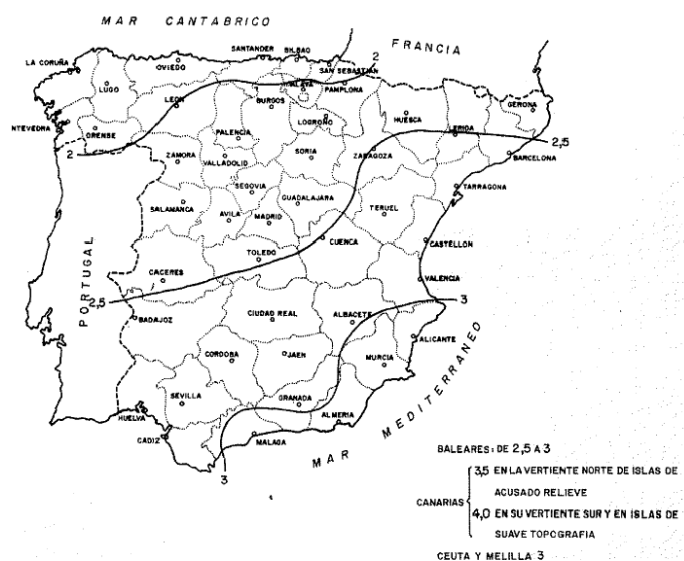 MAR CANTABRICO
FRANCIA
LA CORUÑA
OVIEDO
SANTANDER
BILBAO
2
SAN SEBASTIAN
PAMPLONA
LUGO
LEON
BURGOS
LOGROÑO
HUESCA
LERIDA
GERONA
NTEVEDRA
ORENSE
PALENCIA
2,5
2
ZAMORA
VALLADOLID
SORIA
ZARAGOZA
BARCELONA
SEGOVIA
TARRAGONA
SALAMANCA
AVILA
MADRID
GUADALAJARA
TERUEL
CUENCA
CASTELLON
TOLEDO
CACERES
VALENCIA
PORTUGAL
2,5
3
BADAJOZ
CIUDAD REAL
ALBACETE
ALICANTE
CORDOBA
JAEN
MURCIA
SEVILLA
GRANADA
HUELVA
ALMERIA
CADIZ
MALAGA
3
MAR MEDITERRANEO
BALEARES: DE 2,5 A 3
CANARIAS
3,5 EN LA VERTIENTE NORTE DE ISLAS DE
ACUSADO RELIEVE
4,0 EN SU VERTIENTE SUR Y EN ISLAS DE
SUAVE TOPOGRAFIA
CEUTA Y MELILLA 3